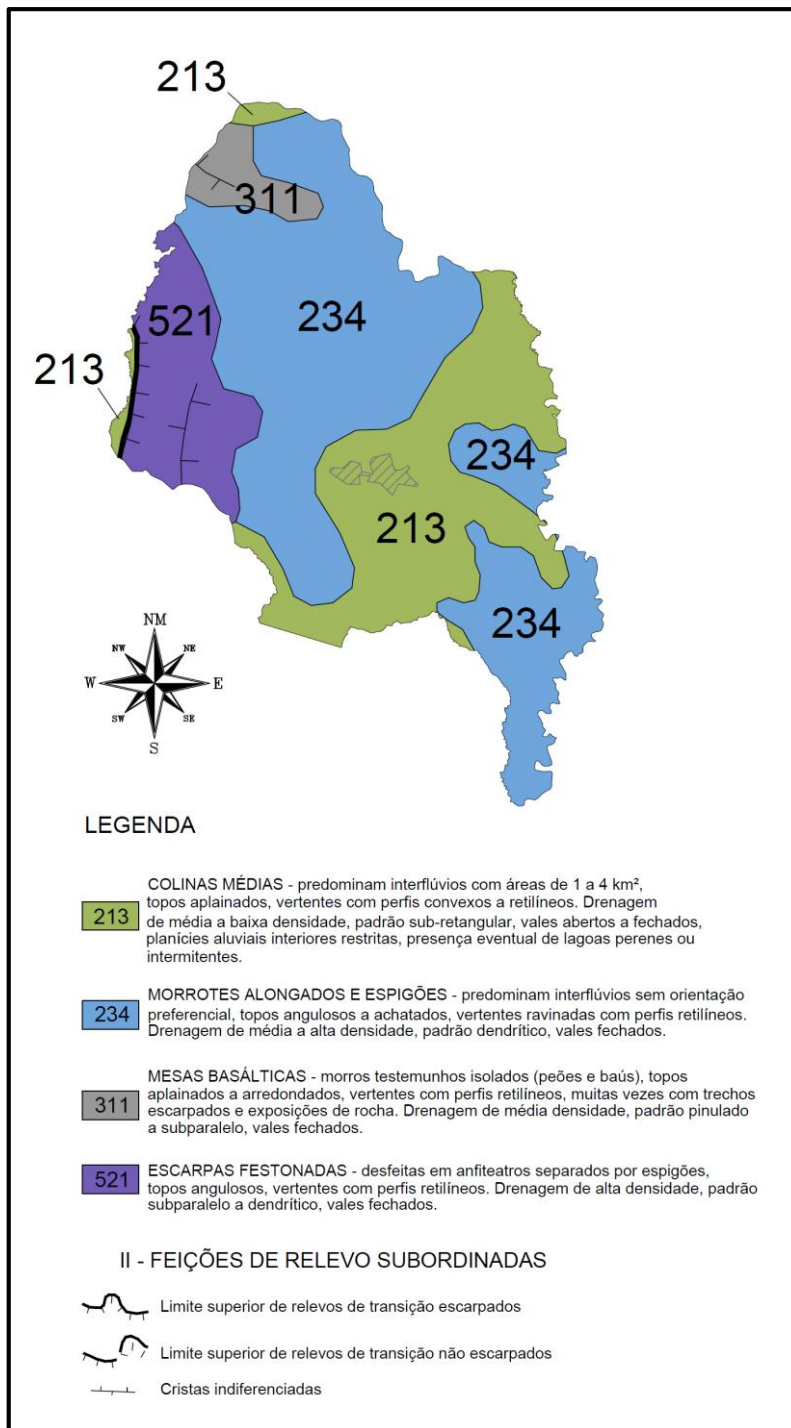 213
311
234
521
213
234
213
234
NM
NW
NE
W
E
SW
SE
S
LEGENDA
213
COLINAS MÉDIAS - predominam interflúvios com áreas de 1 a 4 km²,
topos aplainados, vertentes com perfis convexos a retilíneos. Drenagem
de média a baixa densidade, padrão sub-retangular, vales abertos a fechados,
planícies aluviais interiores restritas, presença eventual de lagoas perenes ou
intermitentes.
234
MORROTES ALONGADOS E ESPIGÕES - predominam interflúvios sem orientação
preferencial, topos angulosos a achatados, vertentes ravinadas com perfis retilíneos.
Drenagem de média a alta densidade, padrão dendrítico, vales fechados.
311
MESAS BASÁLTICAS - morros testemunhos isolados (peões e baús), topos
aplainados a arredondados, vertentes com perfis retilíneos, muitas vezes com trechos
escarpados e exposições de rocha. Drenagem de média densidade, padrão pinulado
a subparalelo, vales fechados.
521
ESCARPAS FESTONADAS - desfeitas em anfiteatros separados por espigões,
topos angulosos, vertentes com perfis retilíneos. Drenagem de alta densidade, padrão
subparalelo a dendrítico, vales fechados.
II - FEIÇÕES DE RELEVO SUBORDINADAS
Limite superior de relevos de transição escarpados
Limite superior de relevos de transição não escarpados
Cristas indiferenciadas